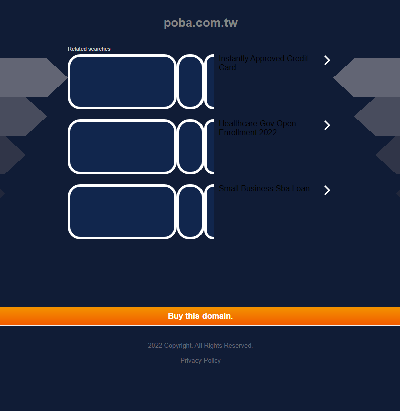 poba.com.tw
Related searches
Instantly Approved Credit
Card
Healthcare Gov Open
Enrollment 2022
Small Business Sba Loan
Buy this domain.
2022 Copyright. All Rights Reserved.
Privacy Policy